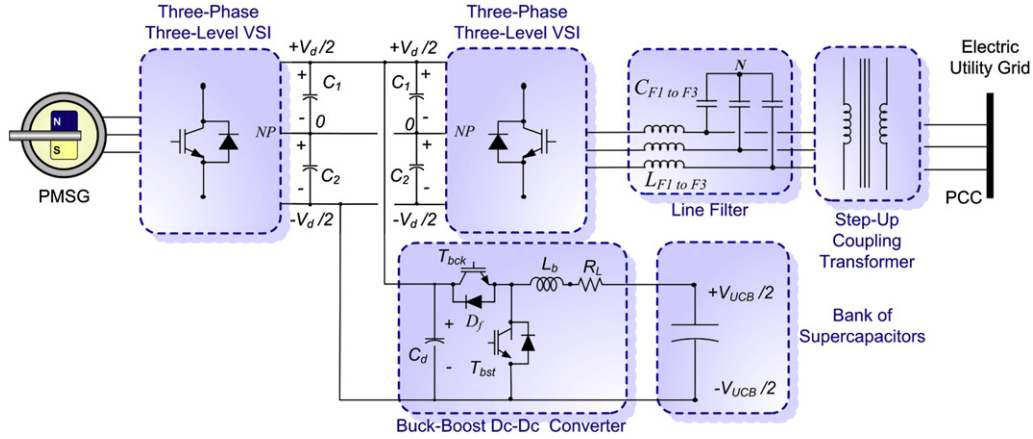 Three-Phase
Three-Level VSI
Three-Phase
Three-Level VSI
Electric
Utility Grid
+Vd/2
+Vd/2
N
+
C1
-
0
C1
+
-
0
CF1 to F3
N
S
NP
NP
+
C2
-
C2
+
-
LF1 to F3
PMSG
PCC
-Vd/2
-Vd/2
Line Filter
Step-Up
Coupling
Transformer
Tbck
Lb
RL
+VUCB/2
Df
+
Cd
-
Tbst
Bank of
Supercapacitors
-VUCB/2
Buck-Boost Dc-Dc Converter